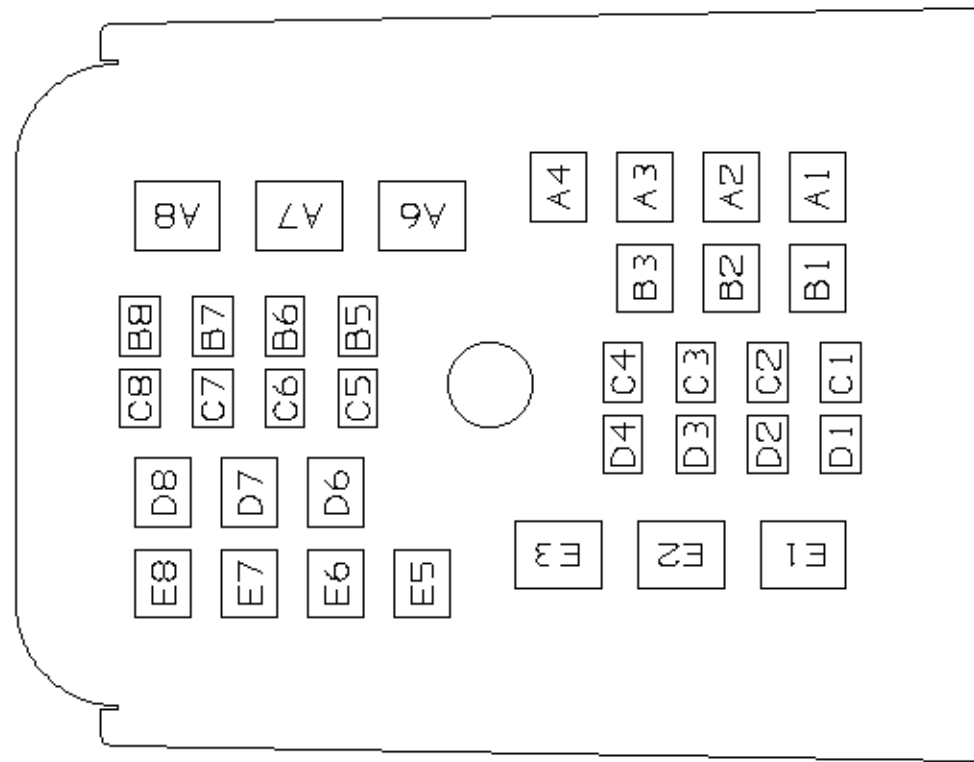 A8 A7 A6
A4 A3 A2 A1
B3 B2 B1
B8 B7 B6 B5
C8 C7 C6 C5
C4 C3 C2 C1
D4 D3 D2 D1
D8 D7 D6
E8 E7 E6 E5
E3 E2 E1